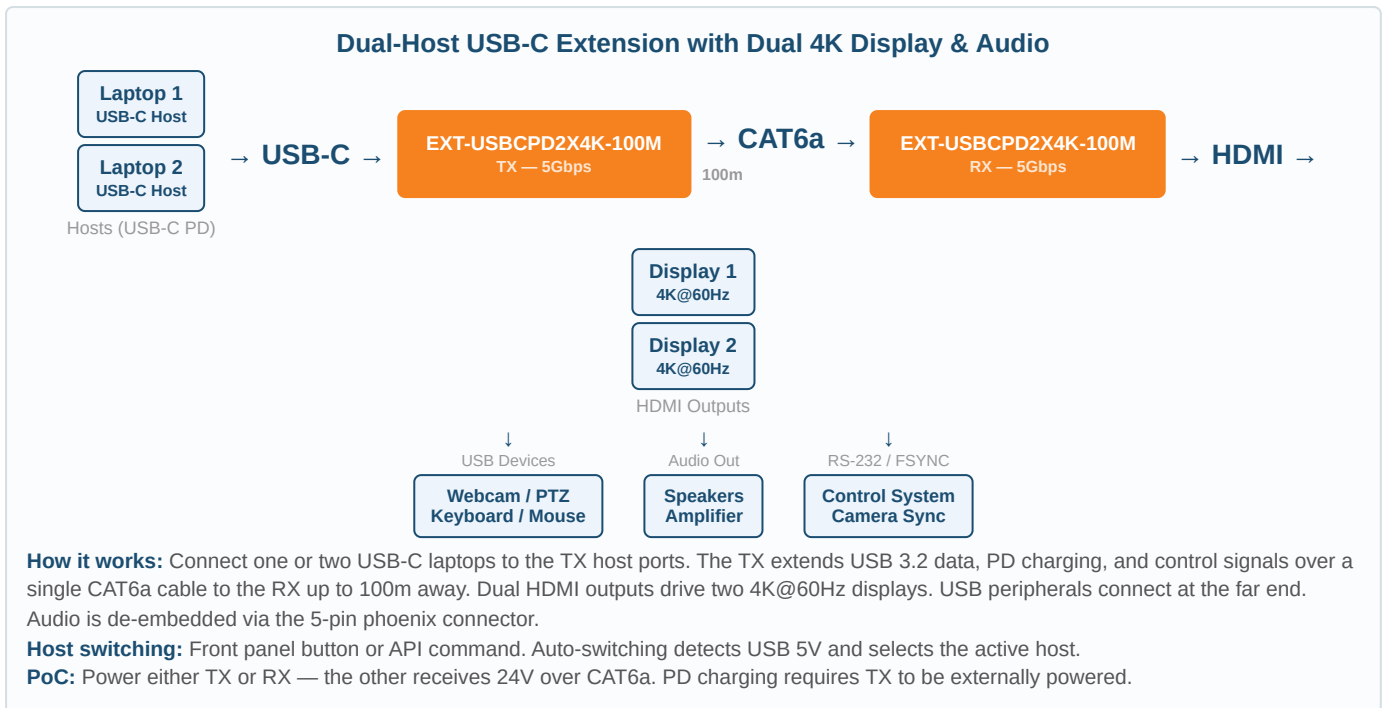 Dual-Host USB-C Extension with Dual 4K Display & Audio
Laptop 1
USB-C Host
Laptop 2
USB-C Host
Hosts (USB-C PD)
→ USB-C →
EXT-USBCPD2X4K-100M
TX — 5Gbps
→ CAT6a →
100m
EXT-USBCPD2X4K-100M
RX — 5Gbps
→ HDMI →
Display 1
4K@60Hz
Display 2
4K@60Hz
HDMI Outputs
↓
USB Devices
Webcam / PTZ
Keyboard / Mouse
↓
Audio Out
Speakers
Amplifier
↓
RS-232 / FSYNC
Control System
Camera Sync
How it works: Connect one or two USB-C laptops to the TX host ports. The TX extends USB 3.2 data, PD charging, and control signals over a
single CAT6a cable to the RX up to 100m away. Dual HDMI outputs drive two 4K@60Hz displays. USB peripherals connect at the far end.
Audio is de-embedded via the 5-pin phoenix connector.
Host switching: Front panel button or API command. Auto-switching detects USB 5V and selects the active host.
PoC: Power either TX or RX — the other receives 24V over CAT6a. PD charging requires TX to be externally powered.